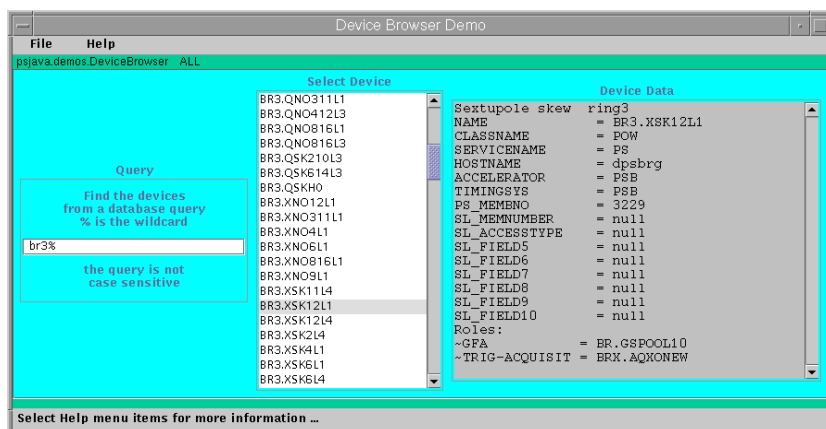 Device Browser Demo
File Help
psjava.demos.DeviceBrowser ALL
Query
Find the devices
from a database query
% is the wildcard
br3%
the query is not
case sensitive
Select Device
BR3.QNO311L1
BR3.QNO412L3
BR3.QNO816L1
BR3.QNO816L3
BR3.QSK210L3
BR3.QSK614L3
BR3.QSKH0
BR3.XNO12L1
BR3.XNO311L1
BR3.XNO4L1
BR3.XNO6L1
BR3.XNO816L1
BR3.XNO9L1
BR3.XSK11L4
BR3.XSK12L1
BR3.XSK12L4
BR3.XSK2L4
BR3.XSK4L1
BR3.XSK6L1
BR3.XSK6L4
Device Data
Sextupole skew ring3
NAME = BR3.XSK12L1
CLASSNAME = POW
SERVICENAME = PS
HOSTNAME = dpsbrg
ACCELERATOR = PSB
TIMINGSYS = PSB
PS_MEMBNO = 3229
SL_MEMNUMBER = null
SL_ACCESSTYPE = null
SL_FIELD5 = null
SL_FIELD6 = null
SL_FIELD7 = null
SL_FIELD8 = null
SL_FIELD9 = null
SL_FIELD10 = null
Roles:
~GFA = BR.GSPOOL10
~TRIG-ACQUISIT = BRX.AQXONEW
Select Help menu items for more information ...